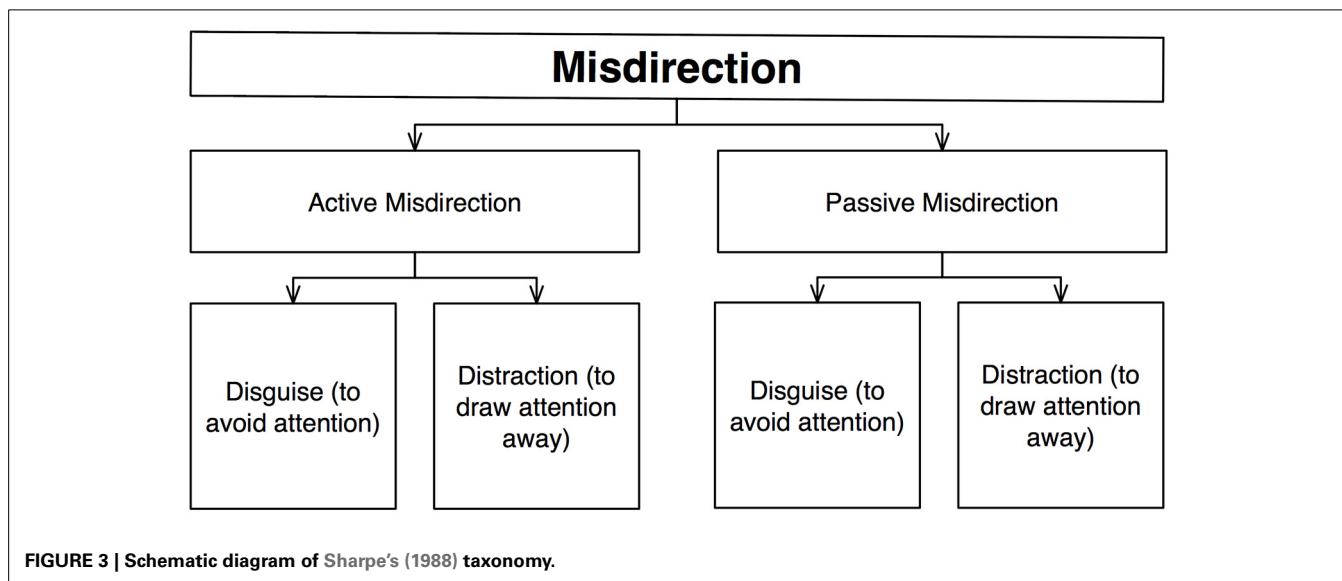 Misdirection
Active Misdirection
Passive Misdirection
Disguise (to
avoid attention)
Distraction (to
draw attention
away)
Disguise (to
avoid attention)
Distraction (to
draw attention
away)
FIGURE 3 | Schematic diagram of Sharpe's (1988) taxonomy.